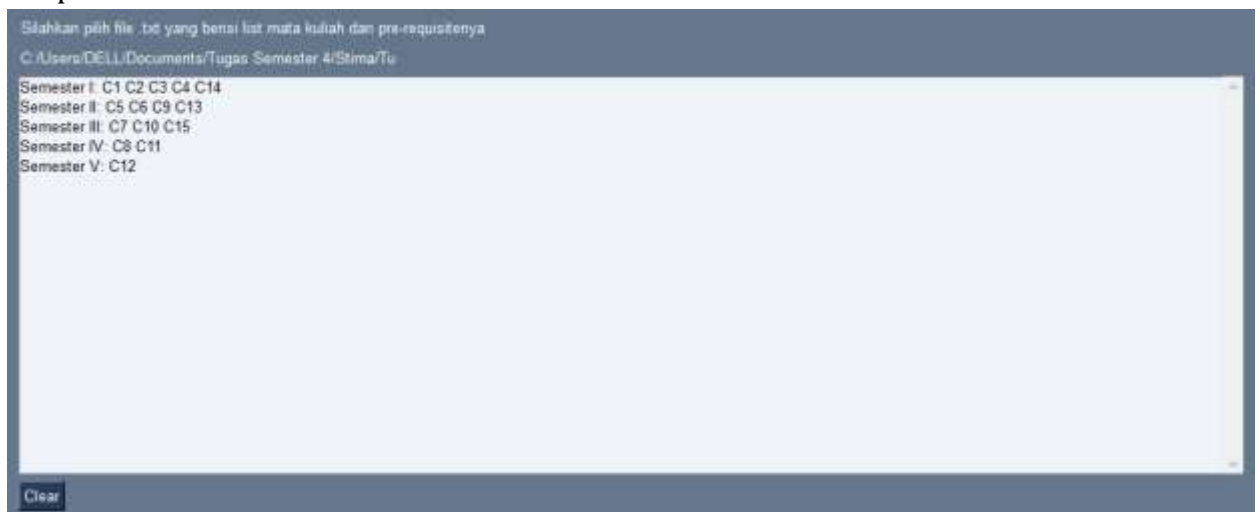 Silahkan pilih file .txt yang berisi list mata kuliah dan pre-requisitenya
C:/Users/DELL/Documents/Tugas Semester 4/Stima/Tu
Semester I: C1 C2 C3 C4 C14
Semester II: C5 C6 C9 C13
Semester III: C7 C10 C15
Semester IV: C8 C11
Semester V: C12
Clear